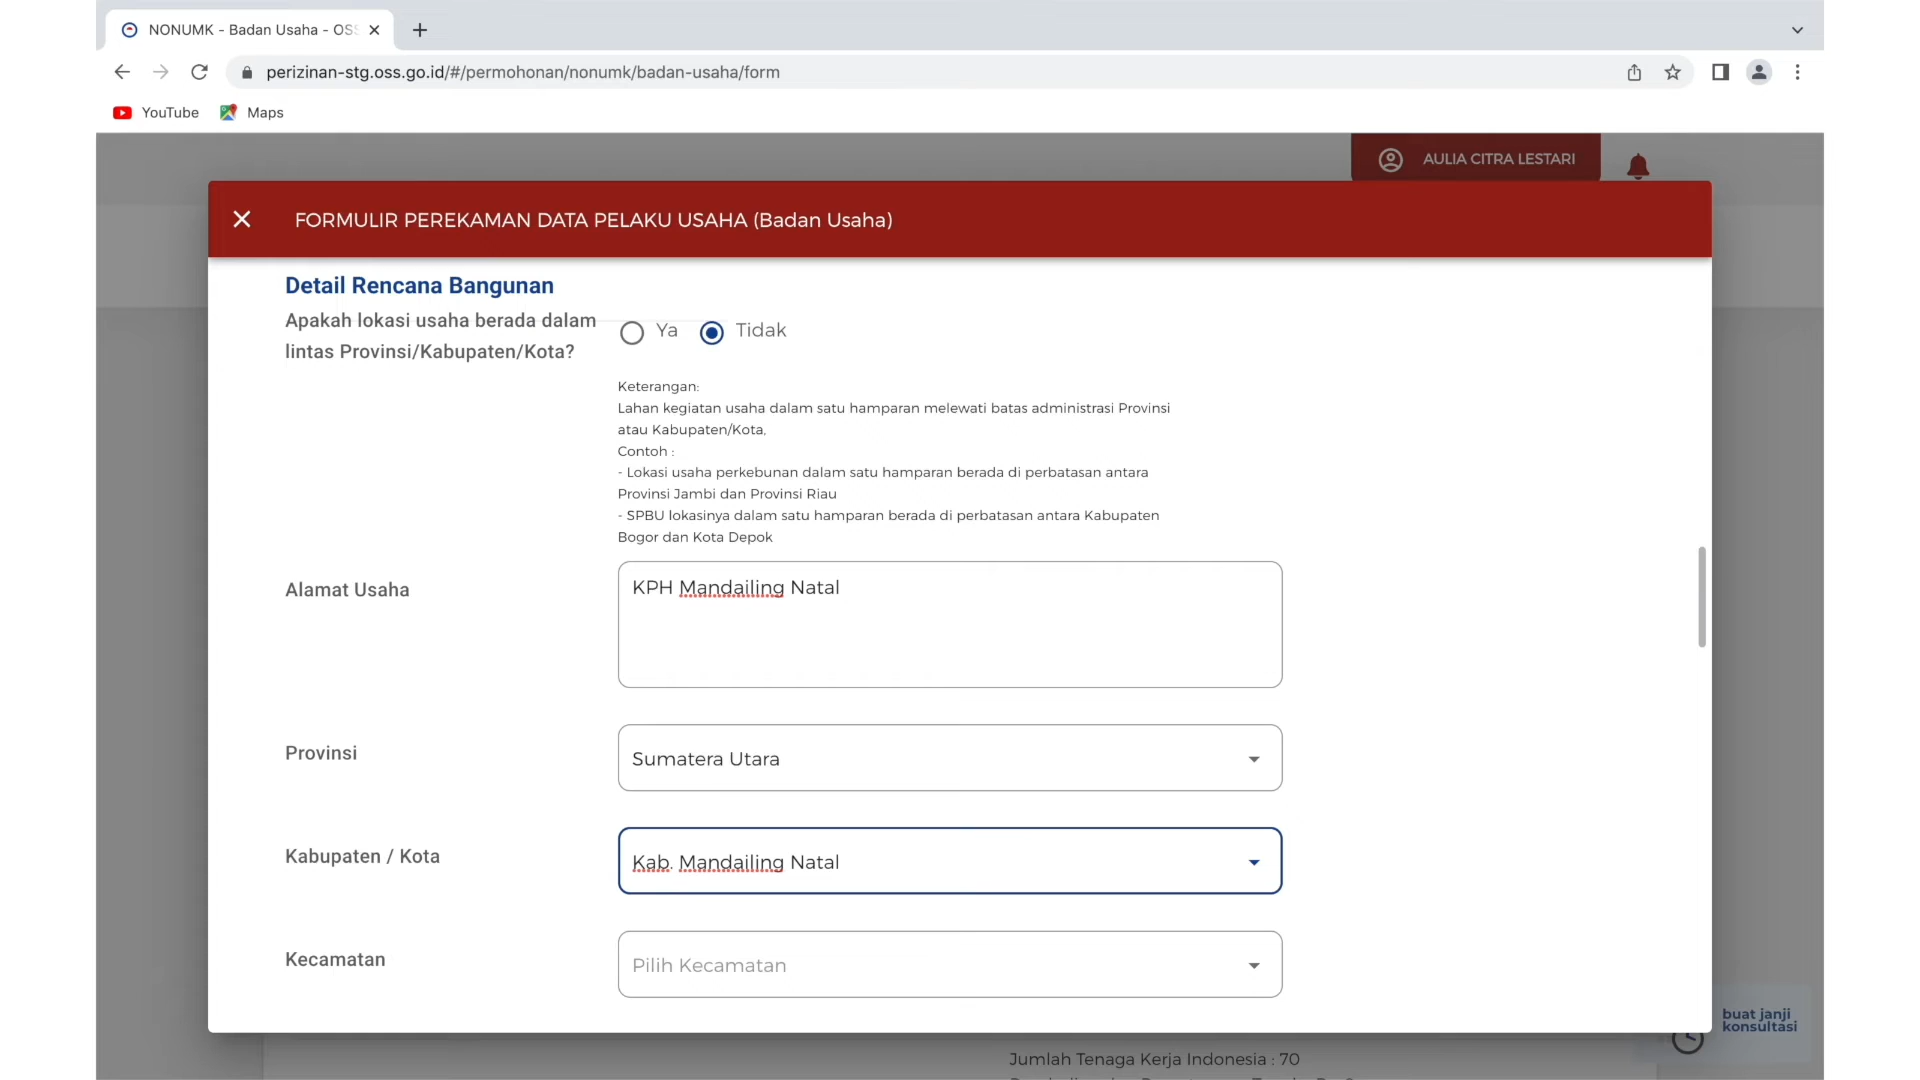 NONUMK - Badan Usaha - OSS
perizinan-stg.oss.go.id/#/permohonan/nonumk/badan-usaha/form
YouTube
Maps
AULIA CITRA LESTARI
FORMULIR PEREKAMAN DATA PELAKU USAHA (Badan Usaha)
Detail Rencana Bangunan
Apakah lokasi usaha berada dalam
lintas Provinsi/Kabupaten/Kota?
Ya
Tidak
Keterangan:
Lahan kegiatan usaha dalam satu hamparan melewati batas administrasi Provinsi
atau Kabupaten/Kota,
Contoh :
- Lokasi usaha perkebunan dalam satu hamparan berada di perbatasan antara
Provinsi Jambi dan Provinsi Riau
- SPBU lokasinya dalam satu hamparan berada di perbatasan antara Kabupaten
Bogor dan Kota Depok
Alamat Usaha
KPH Mandailing Natal
Provinsi
Sumatera Utara
Kabupaten / Kota
Kab. Mandailing Natal
Kecamatan
Pilih Kecamatan
buat janji
konsultasi
Jumlah Tenaga Kerja Indonesia : 70